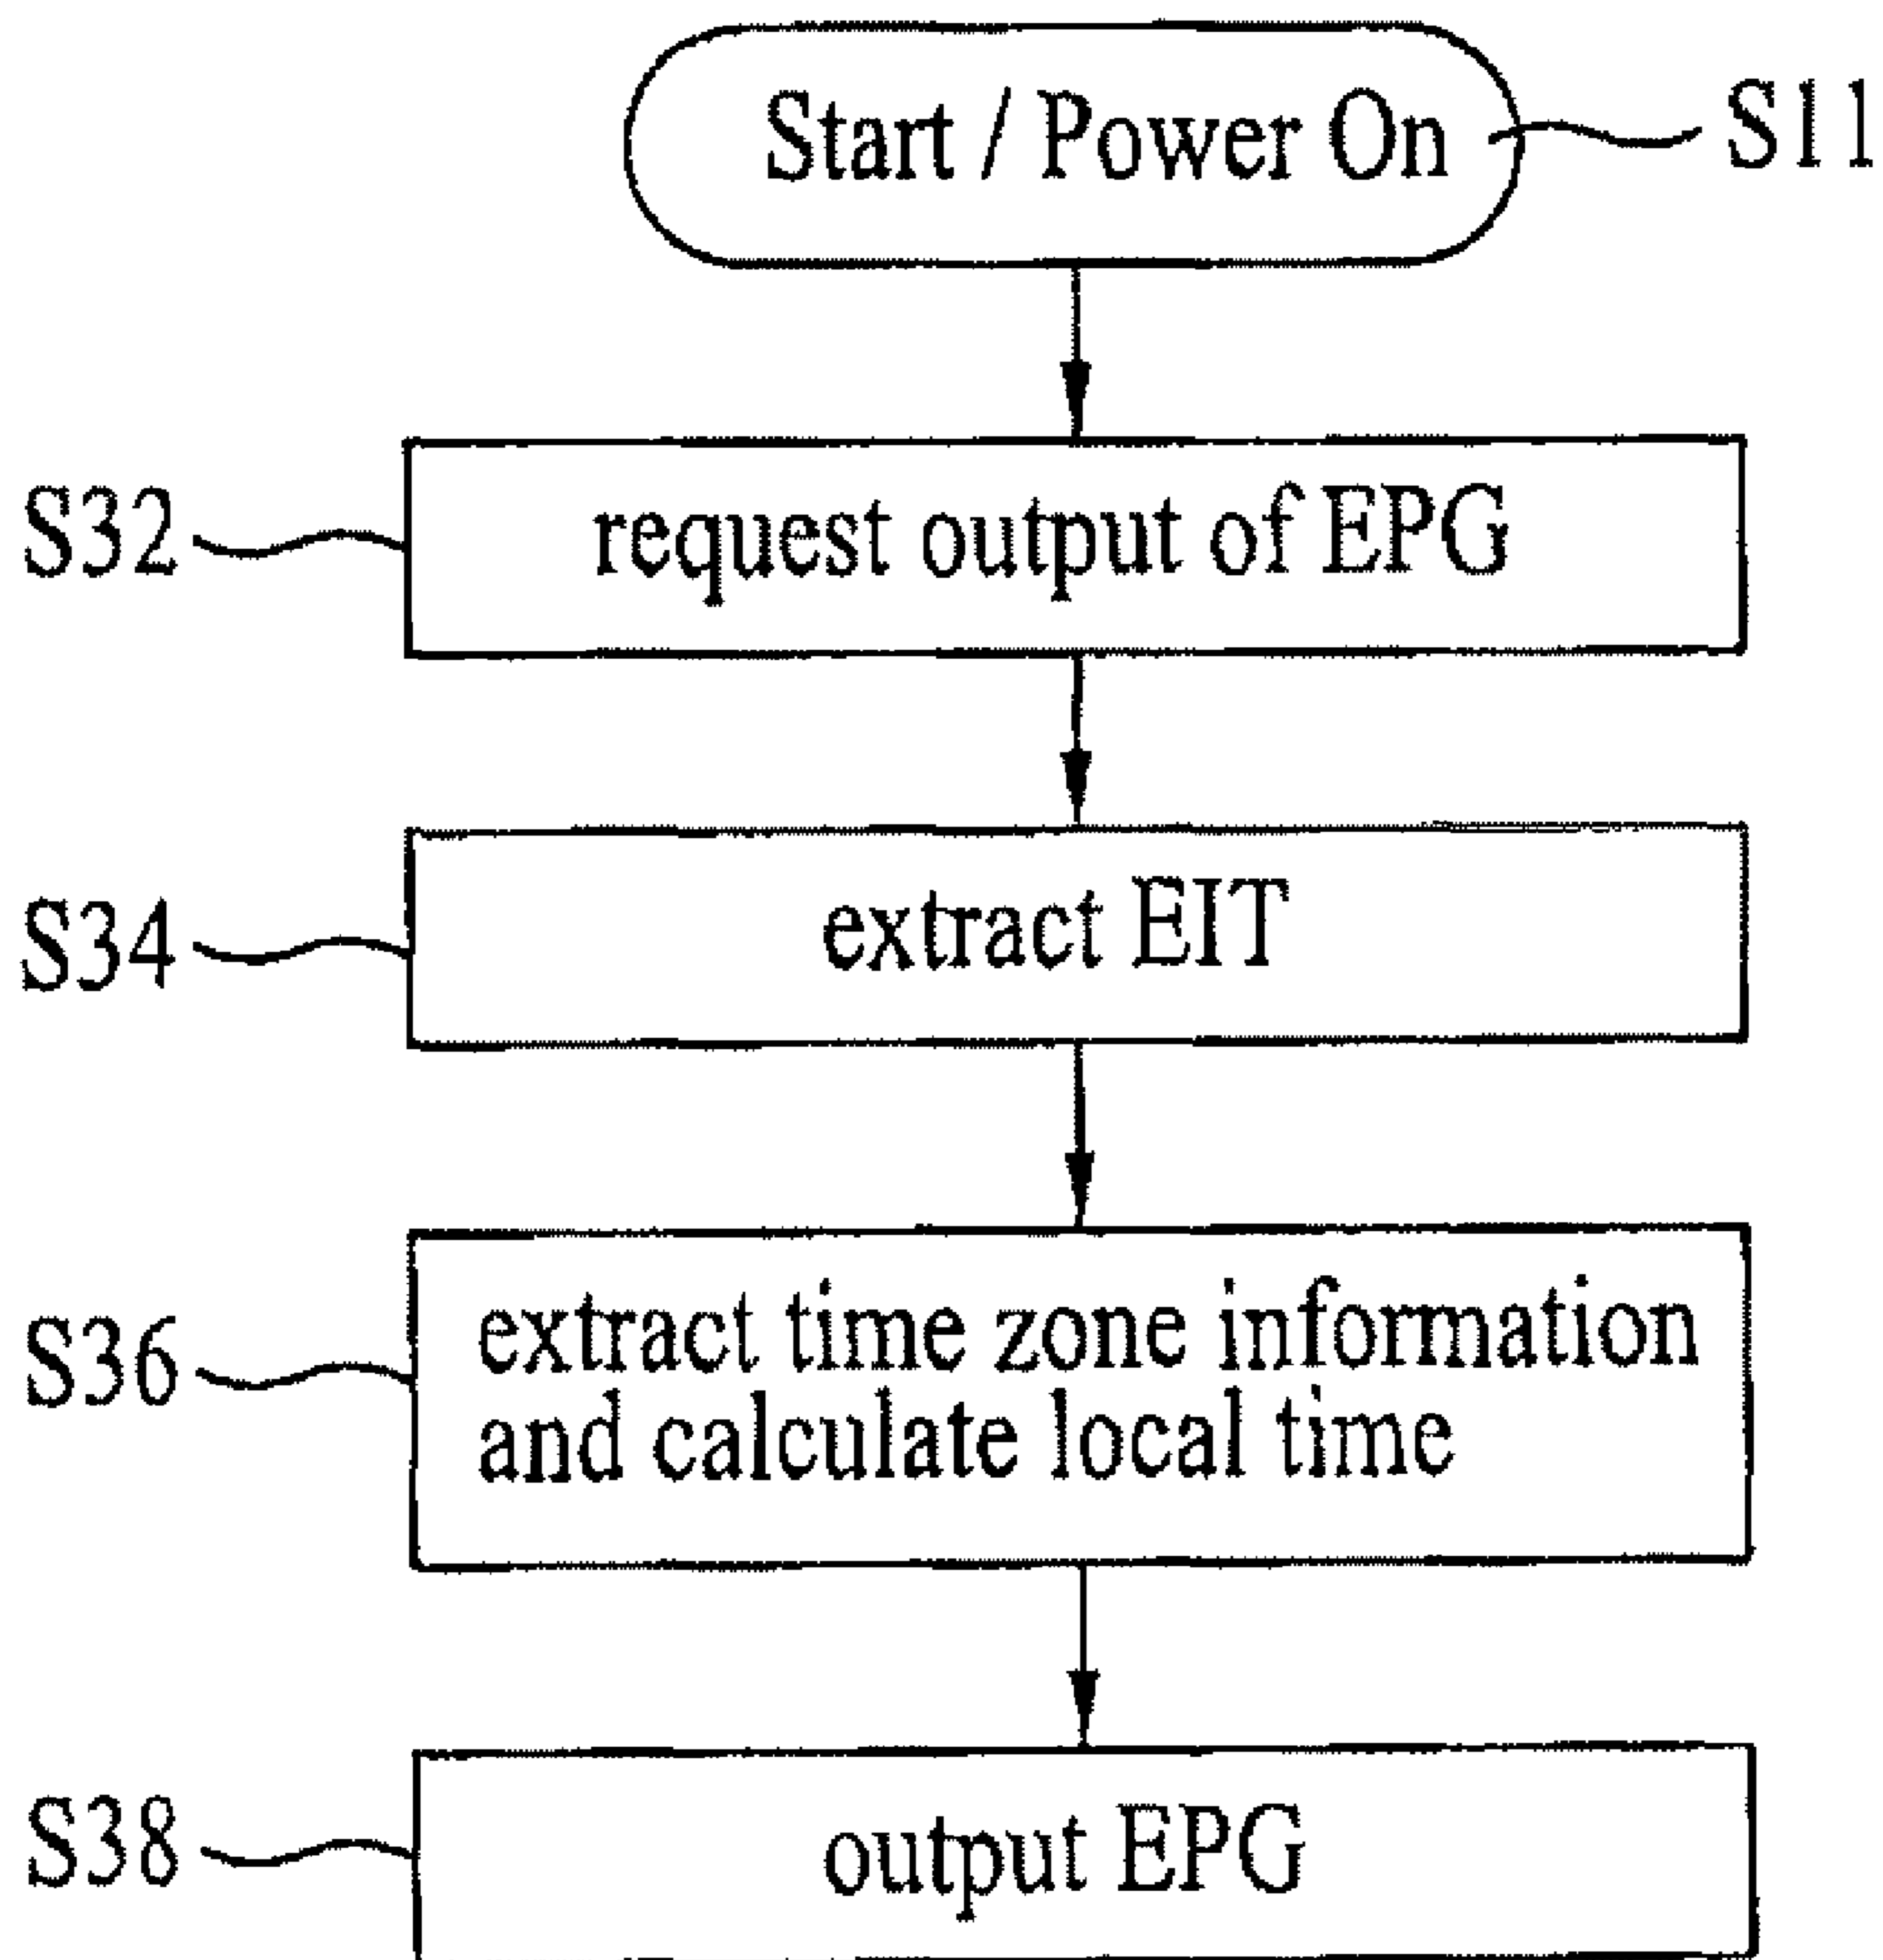 Start / Power On
S11
S32
request output of EPG
S34
extract EIT
S36
extract time zone information
and calculate local time
S38
output EPG